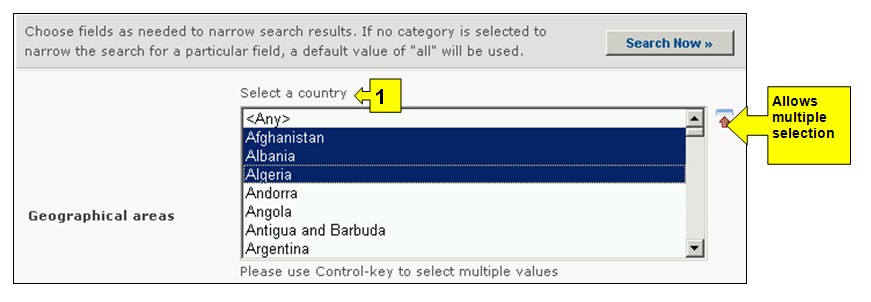 Choose fields as needed to narrow search results. If no category is selected to
narrow the search for a particular field, a default value of "all" will be used.
Search Now »
Select a country
1
<Any>
Afghanistan
Albania
Algeria
Andorra
Angola
Antigua and Barbuda
Argentina
Allows
multiple
selection
Geographical areas
Please use Control-key to select multiple values